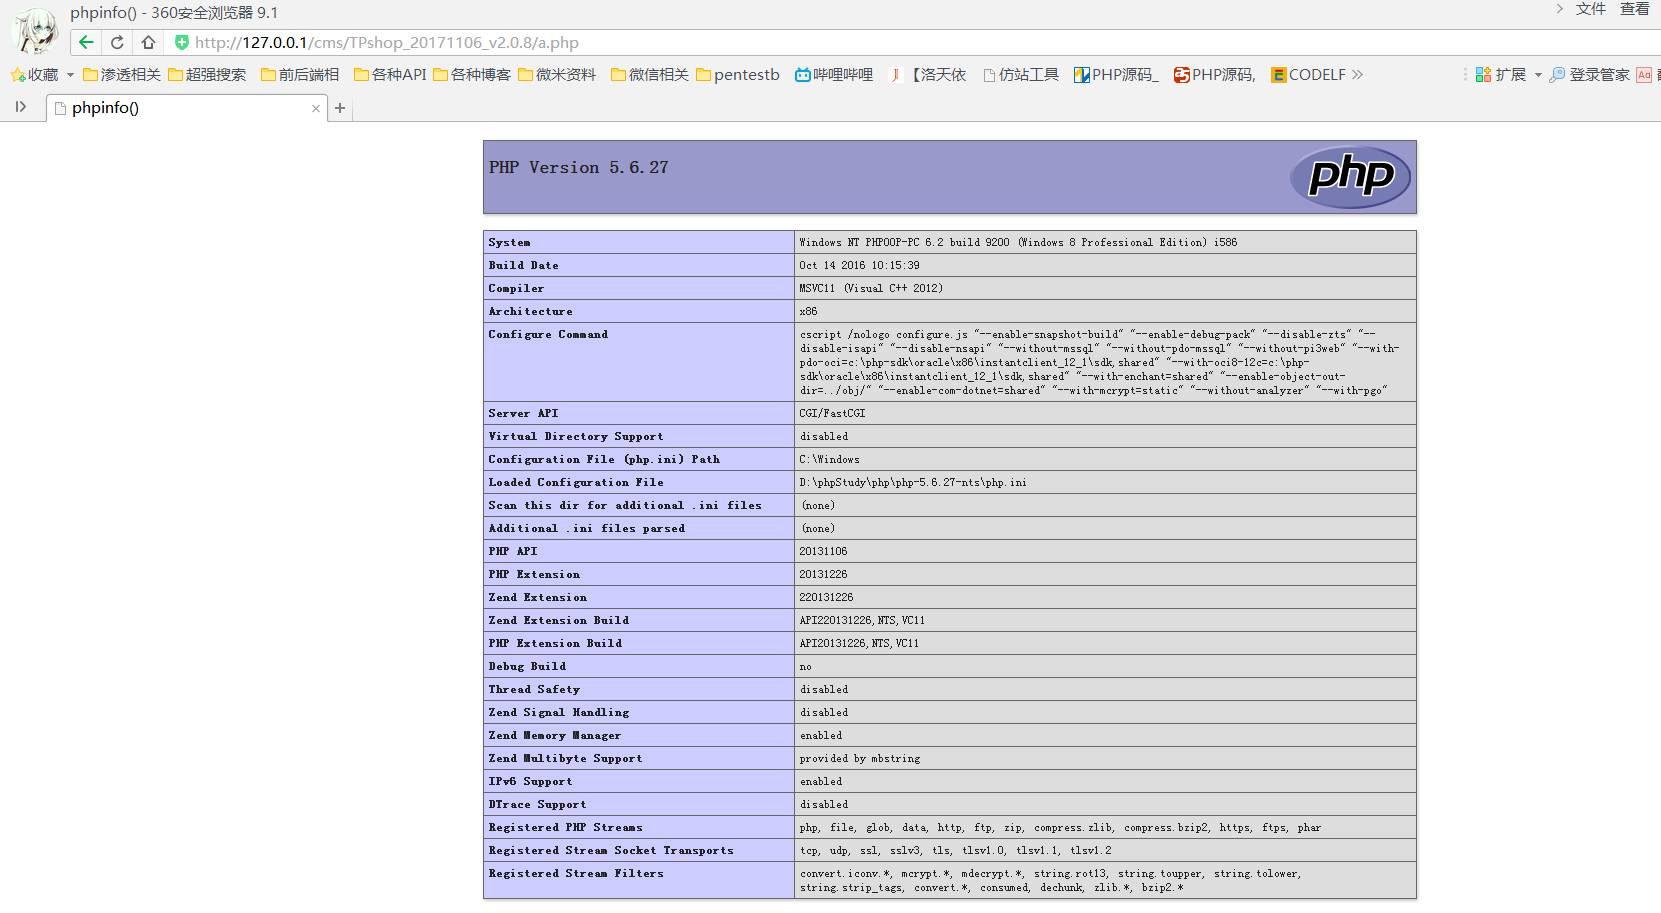 phpinfo() - 360安全浏览器 9.1
文件 查看
http://127.0.0.1/cms/TPshop_20171106_v2.0.8/a.php
收藏 渗透相关 超强搜索 前后端相 各种API 各种博客 微米资料 微信相关 pentestb 哔哩哔哩 【洛天依 仿站工具 PHP源码_ PHP源码, CODELF 扩展 登录管家
phpinfo()
PHP Version 5.6.27
php
System Windows NT PHPOOP-PC 6.2 build 9200 (Windows 8 Professional Edition) i586
Build Date Oct 14 2016 10:15:39
Compiler MSVC11 (Visual C++ 2012)
Architecture x86
Configure Command cscript /nologo configure.js "--enable-snapshot-build" "--enable-debug-pack" "--disable-zts" "--
disable-isapi" "--disable-nsapi" "--without-mssql" "--without-pdo-mssql" "--without-pi3web" "--with-
pdo-oci=c:\php-sdk\oracle\x86\instantclient_12_1\sdk,shared" "--with-oci8-12c=c:\php-
sdk\oracle\x86\instantclient_12_1\sdk,shared" "--with-enchant=shared" "--enable-object-out-
dir=../obj/" "--enable-com-dotnet=shared" "--with-mcrypt=static" "--without-analyzer" "--with-pgo"
Server API CGI/FastCGI
Virtual Directory Support disabled
Configuration File (php.ini) Path C:\Windows
Loaded Configuration File D:\phpStudy\php\php-5.6.27-nts\php.ini
Scan this dir for additional .ini files (none)
Additional .ini files parsed (none)
PHP API 20131106
PHP Extension 20131226
Zend Extension 220131226
Zend Extension Build API220131226,NTS,VC11
PHP Extension Build API20131226,NTS,VC11
Debug Build no
Thread Safety disabled
Zend Signal Handling disabled
Zend Memory Manager enabled
Zend Multibyte Support provided by mbstring
IPv6 Support enabled
DTrace Support disabled
Registered PHP Streams php, file, glob, data, http, ftp, zip, compress.zlib, compress.bzip2, https, ftps, phar
Registered Stream Socket Transports tcp, udp, ssl, sslv3, tls, tlsv1.0, tlsv1.1, tlsv1.2
Registered Stream Filters convert.iconv.*, mcrypt.*, mdecrypt.*, string.rot13, string.toupper, string.tolower,
string.strip_tags, convert.*, consumed, dechunk, zlib.*, bzip2.*